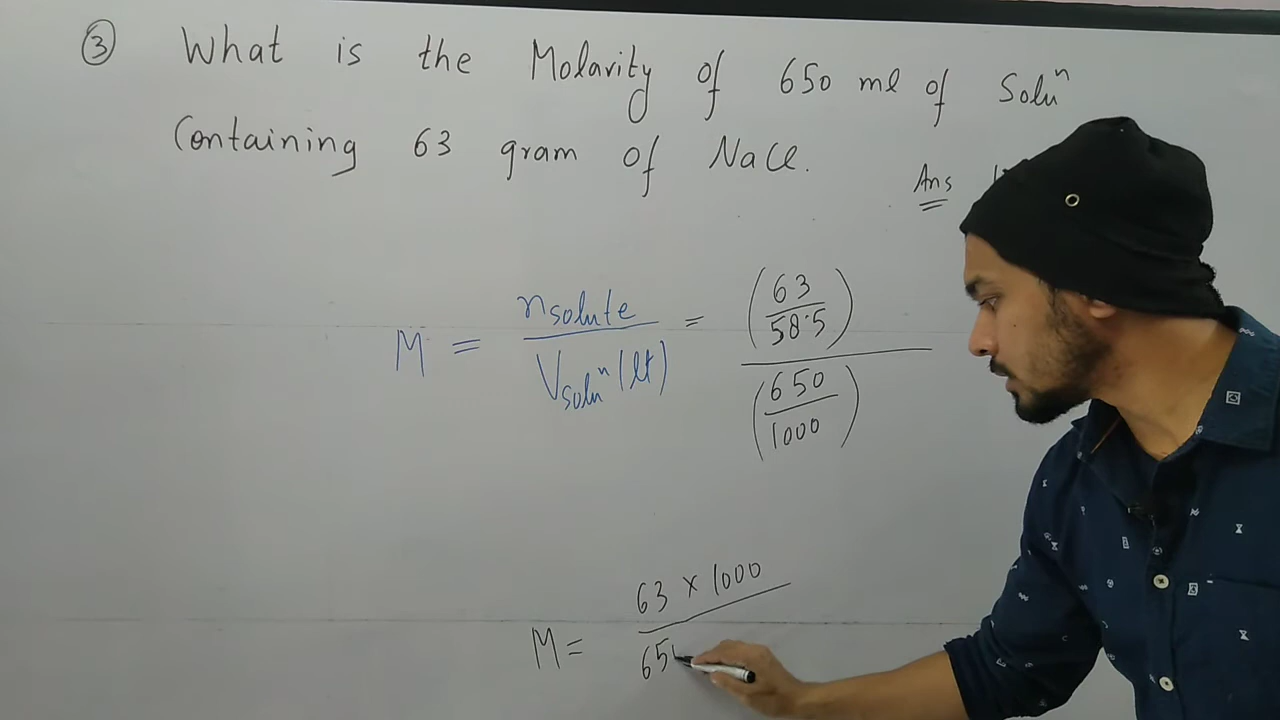 ③ What is the Molarity of 650 ml of Soluⁿ
Containing 63 gram of NaCl.
Ans
M = n solute / V soluⁿ (lt) = (63 / 58.5) / (650 / 1000)
M = 63 × 1000 / 65